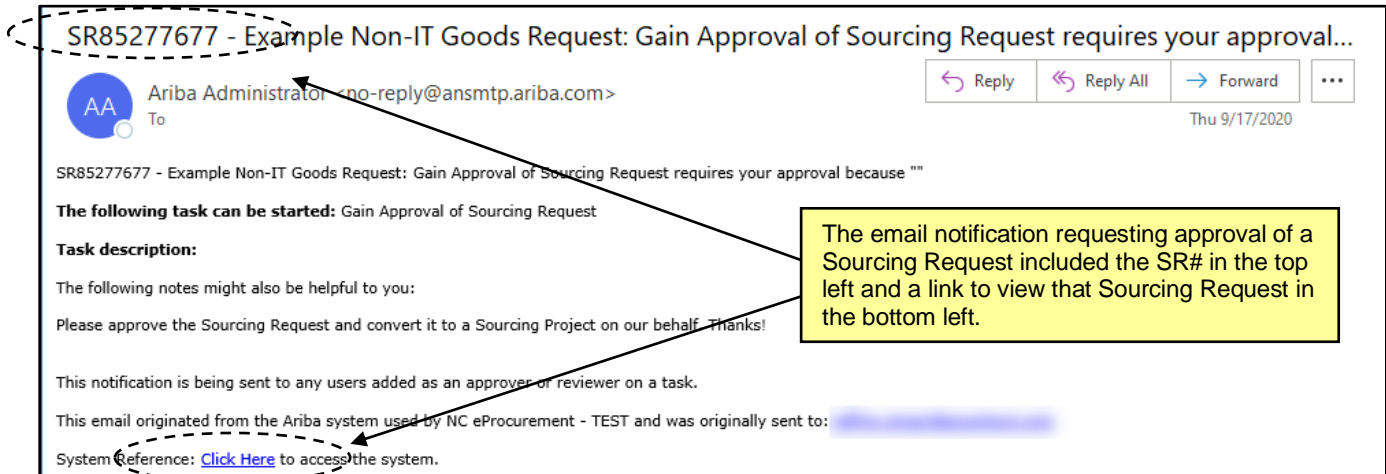 SR85277677 - Example Non-IT Goods Request: Gain Approval of Sourcing Request requires your approval...
AA
Ariba Administrator <no-reply@ansmtp.ariba.com>
To
Reply
Reply All
Forward
...
Thu 9/17/2020
SR85277677 - Example Non-IT Goods Request: Gain Approval of Sourcing Request requires your approval because ""
The following task can be started: Gain Approval of Sourcing Request
Task description:
The following notes might also be helpful to you:
Please approve the Sourcing Request and convert it to a Sourcing Project on our behalf. Thanks!
The email notification requesting approval of a
Sourcing Request included the SR# in the top
left and a link to view that Sourcing Request in
the bottom left.
This notification is being sent to any users added as an approver or reviewer on a task.
This email originated from the Ariba system used by NC eProcurement - TEST and was originally sent to:
System Reference: Click Here to access the system.